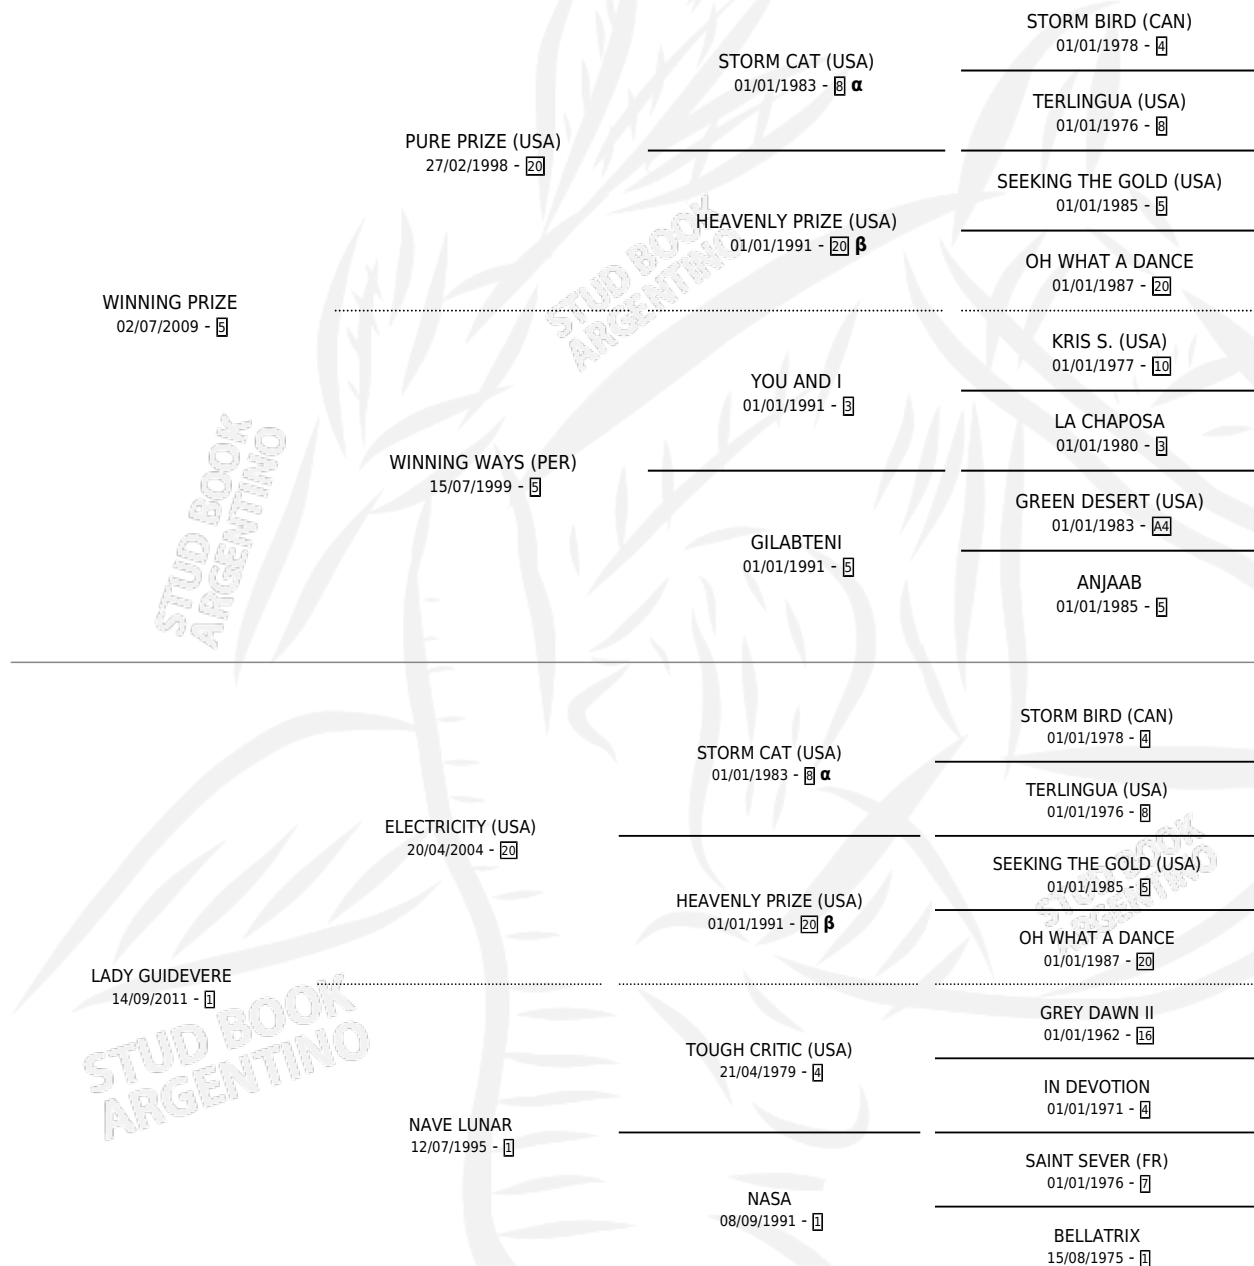 WINNING PRIZE
02/07/2009 - 5
PURE PRIZE (USA)
27/02/1998 - 20
STORM CAT (USA)
01/01/1983 - 8 α
STORM BIRD (CAN)
01/01/1978 - 4
TERLINGUA (USA)
01/01/1976 - 8
HEAVENLY PRIZE (USA)
01/01/1991 - 20 β
SEEKING THE GOLD (USA)
01/01/1985 - 5
OH WHAT A DANCE
01/01/1987 - 20
WINNING WAYS (PER)
15/07/1999 - 5
YOU AND I
01/01/1991 - 3
KRIS S. (USA)
01/01/1977 - 10
LA CHAPOSA
01/01/1980 - 3
GILABTENI
01/01/1991 - 5
GREEN DESERT (USA)
01/01/1983 - A4
ANJAAB
01/01/1985 - 5
LADY GUIDEVERE
14/09/2011 - 1
ELECTRICITY (USA)
20/04/2004 - 20
STORM CAT (USA)
01/01/1983 - 8 α
STORM BIRD (CAN)
01/01/1978 - 4
TERLINGUA (USA)
01/01/1976 - 8
HEAVENLY PRIZE (USA)
01/01/1991 - 20 β
SEEKING THE GOLD (USA)
01/01/1985 - 5
OH WHAT A DANCE
01/01/1987 - 20
NAVE LUNAR
12/07/1995 - 1
TOUGH CRITIC (USA)
21/04/1979 - 4
GREY DAWN II
01/01/1962 - 16
IN DEVOTION
01/01/1971 - 4
NASA
08/09/1991 - 1
SAINT SEVER (FR)
01/01/1976 - 7
BELLATRIX
15/08/1975 - 1
STUD BOOK
ARGENTINO
STUD BOOK
ARGENTINO
STUD BOOK
ARGENTINO
STUD BOOK
ARGENTINO